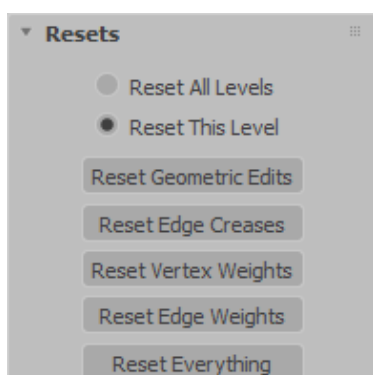 Resets
Reset All Levels
Reset This Level
Reset Geometric Edits
Reset Edge Creases
Reset Vertex Weights
Reset Edge Weights
Reset Everything